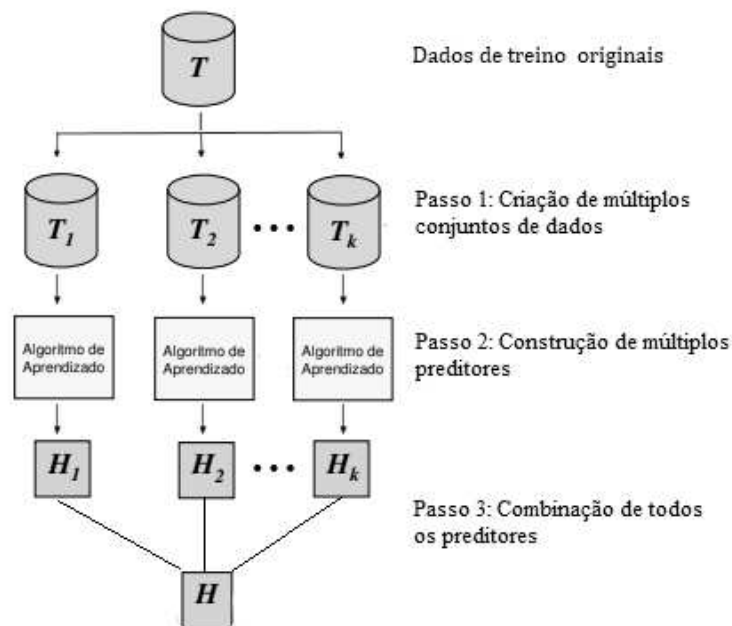 T
Dados de treino originais
T1 T2 ••• Tk
Passo 1: Criação de múltiplos
conjuntos de dados
Algoritmo de
Aprendizado
Algoritmo de
Aprendizado
Algoritmo de
Aprendizado
Passo 2: Construção de múltiplos
preditores
H1 H2 ••• Hk
Passo 3: Combinação de todos
os preditores
H